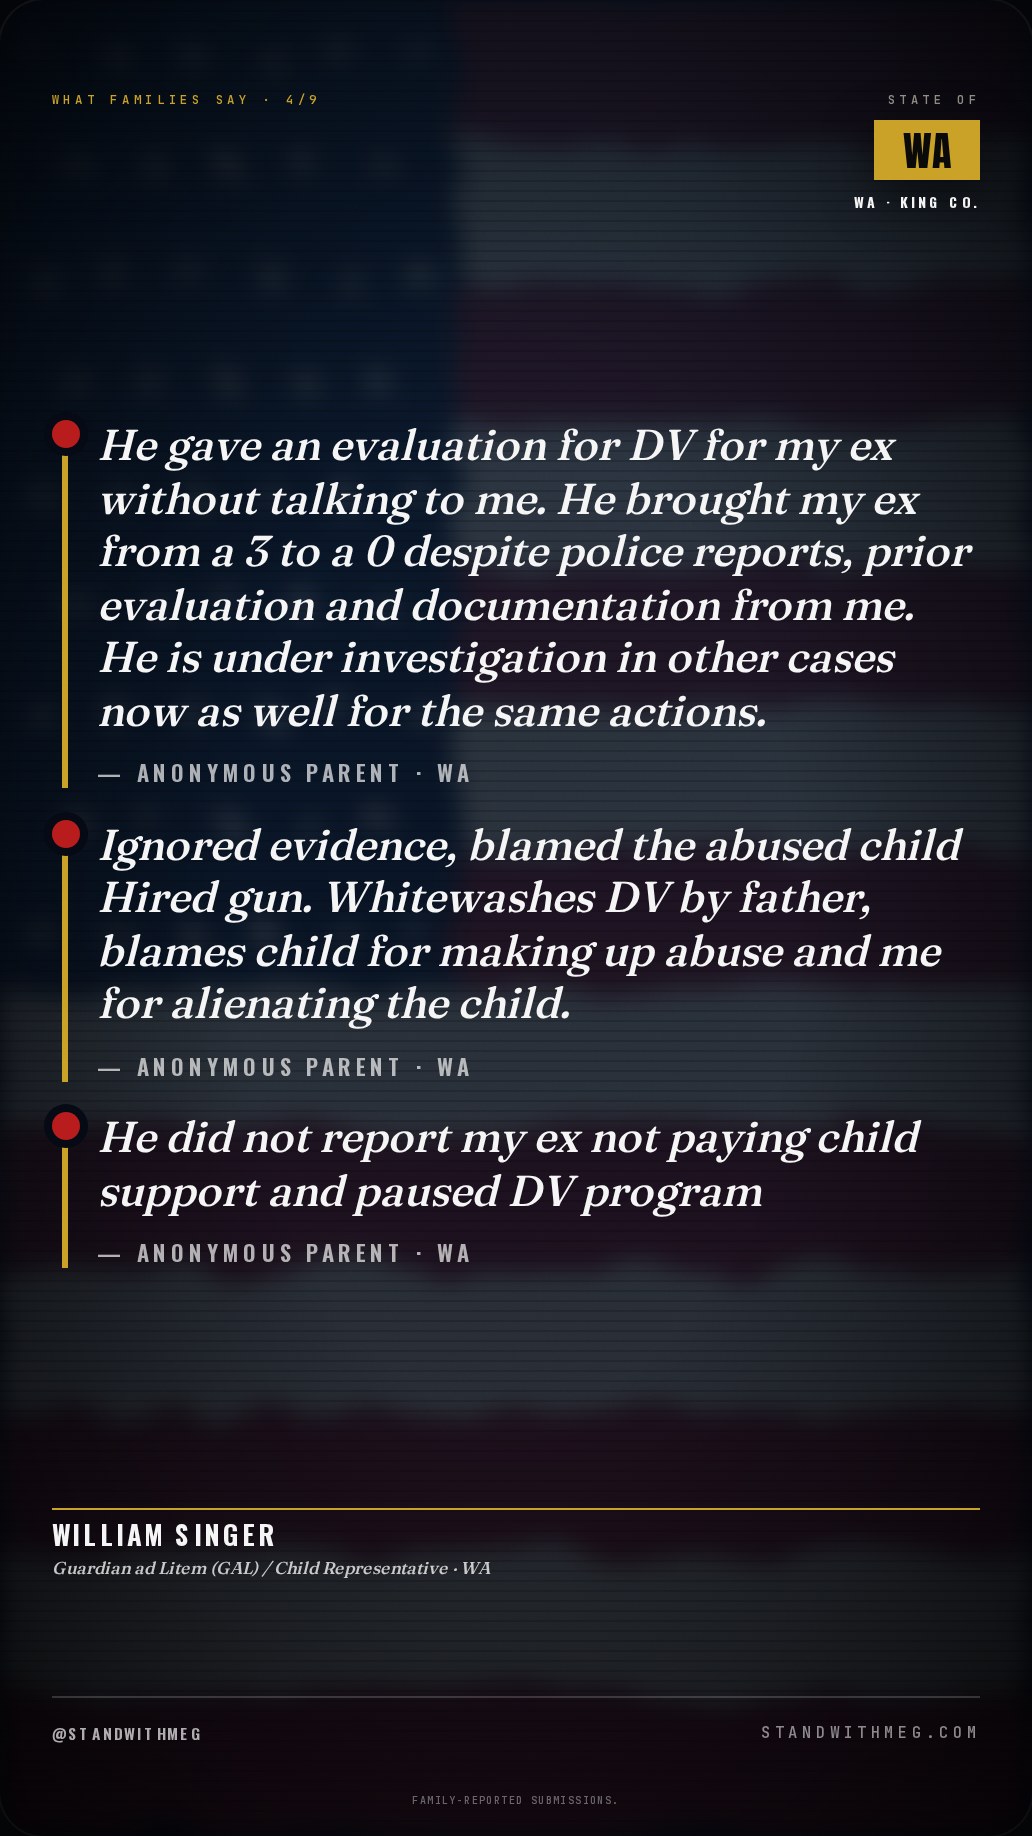 WHAT FAMILIES SAY · 4/9
STATE OF
WA
WA · KING CO.
He gave an evaluation for DV for my ex
without talking to me. He brought my ex
from a 3 to a 0 despite police reports, prior
evaluation and documentation from me.
He is under investigation in other cases
now as well for the same actions.
— ANONYMOUS PARENT · WA
Ignored evidence, blamed the abused child
Hired gun. Whitewashes DV by father,
blames child for making up abuse and me
for alienating the child.
— ANONYMOUS PARENT · WA
He did not report my ex not paying child
support and paused DV program
— ANONYMOUS PARENT · WA
WILLIAM SINGER
Guardian ad Litem (GAL) / Child Representative · WA
@STANDWITHMEG
STANDWITHMEG.COM
FAMILY-REPORTED SUBMISSIONS.